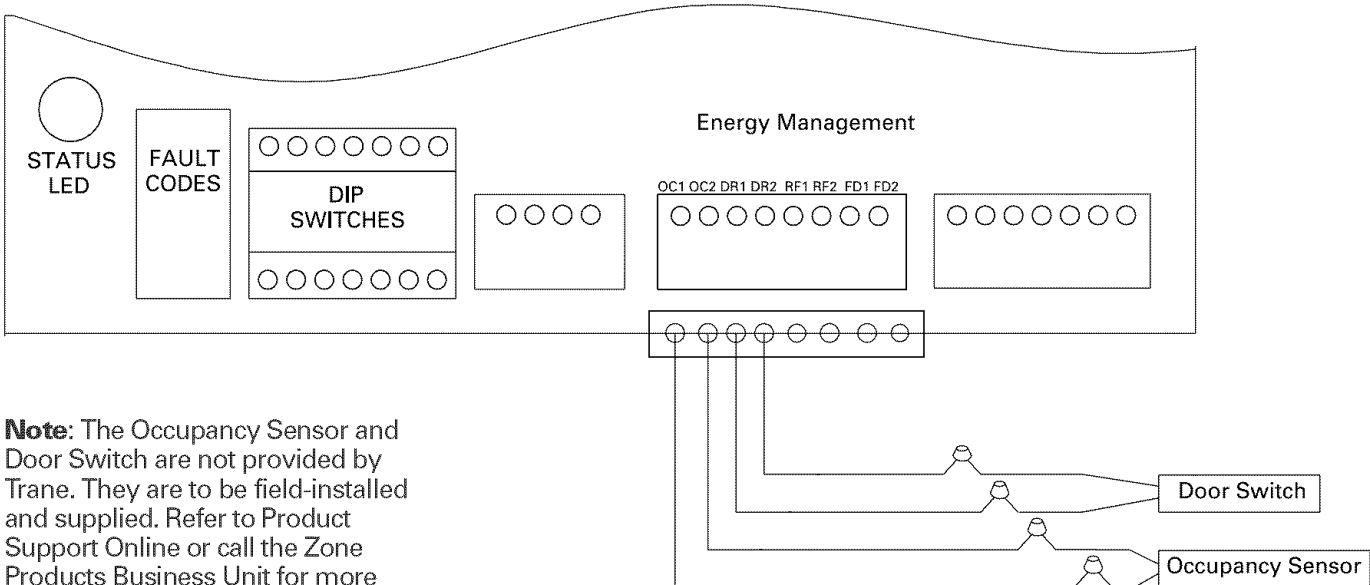 Energy Management
STATUS
LED
FAULT
CODES
DIP
SWITCHES
OC1 OC2 DR1 DR2 RF1 RF2 FD1 FD2
Note: The Occupancy Sensor and
Door Switch are not provided by
Trane. They are to be field-installed
and supplied. Refer to Product
Support Online or call the Zone
Products Business Unit for more
Door Switch
Occupancy Sensor